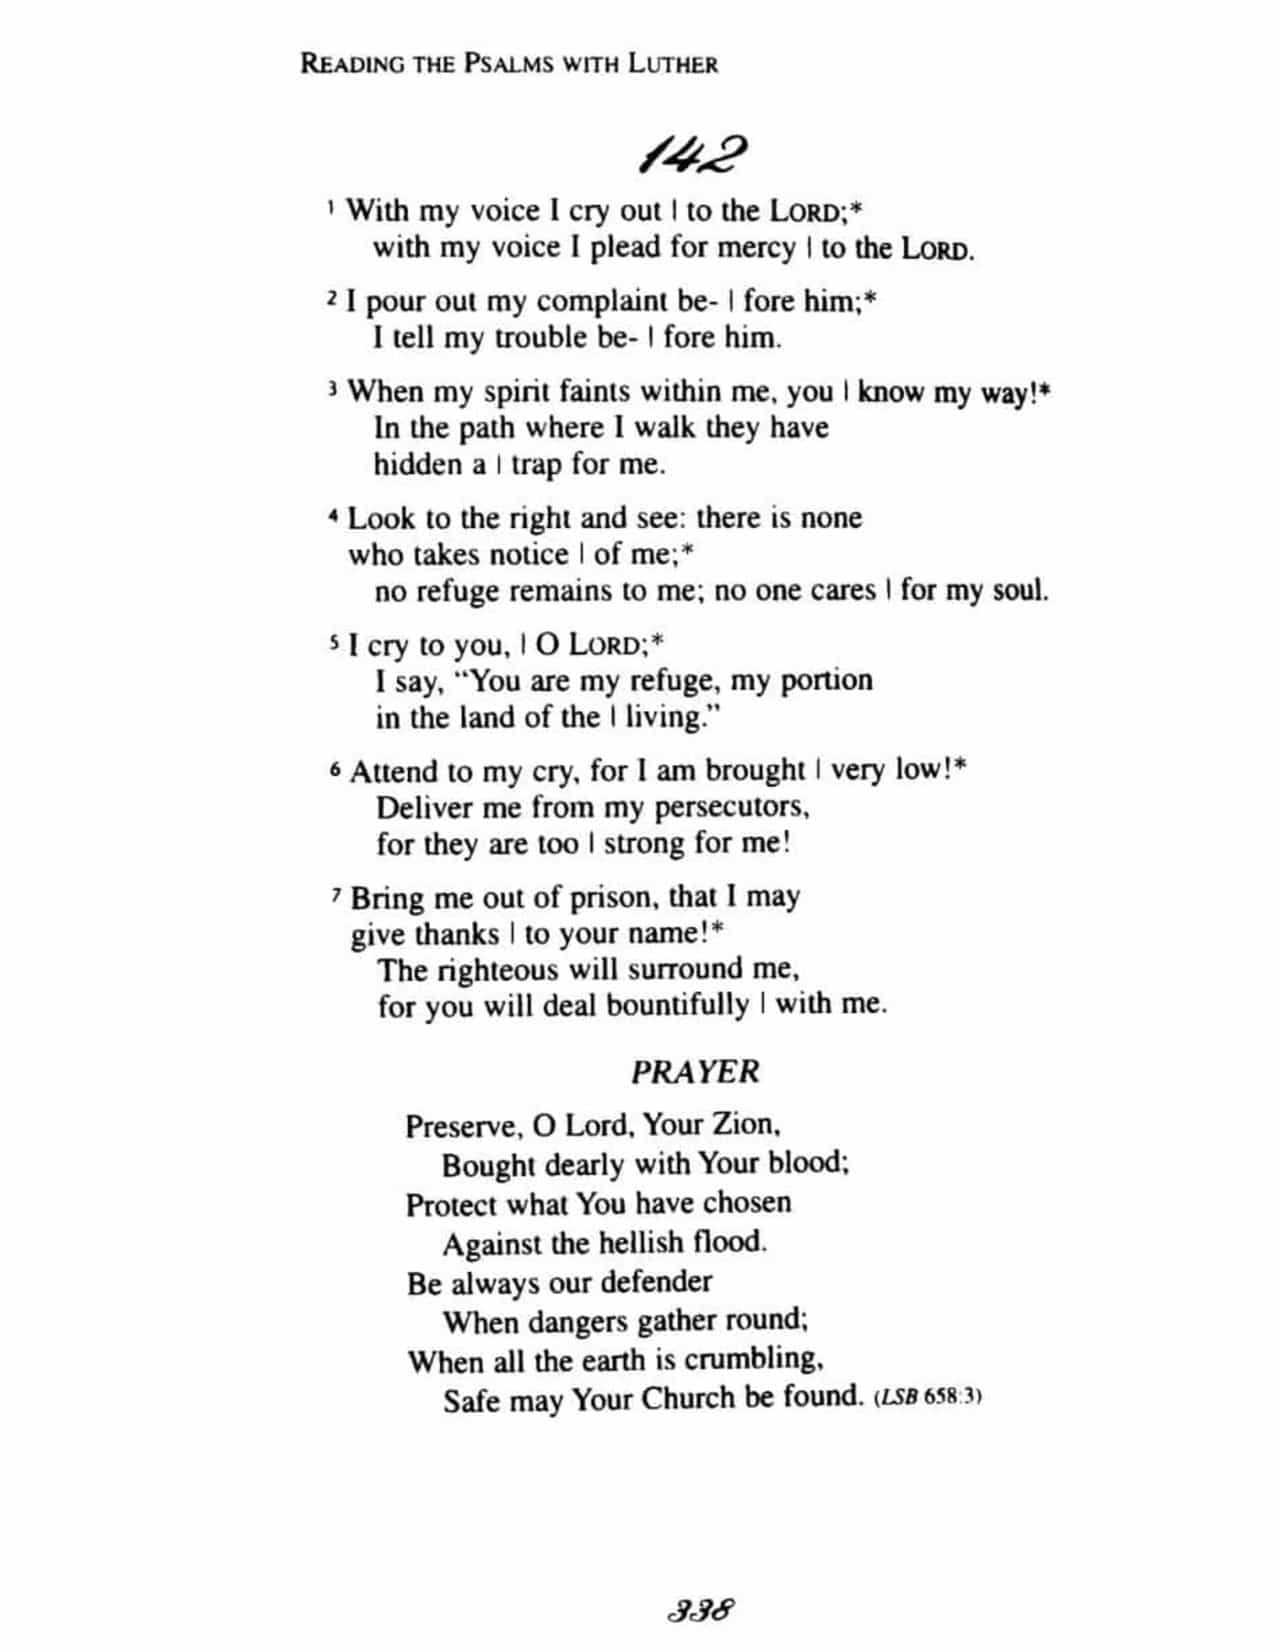 READING THE PSALMS WITH LUTHER
142
1 With my voice I cry out | to the LORD;*
with my voice I plead for mercy | to the LORD.
2 I pour out my complaint be- | fore him;*
I tell my trouble be- | fore him.
3 When my spirit faints within me, you | know my way!*
In the path where I walk they have
hidden a | trap for me.
4 Look to the right and see: there is none
who takes notice | of me;*
no refuge remains to me; no one cares | for my soul.
5 I cry to you, | O LORD;*
I say, “You are my refuge, my portion
in the land of the | living.”
6 Attend to my cry, for I am brought | very low!*
Deliver me from my persecutors,
for they are too | strong for me!
7 Bring me out of prison, that I may
give thanks | to your name!*
The righteous will surround me,
for you will deal bountifully | with me.
PRAYER
Preserve, O Lord, Your Zion,
Bought dearly with Your blood;
Protect what You have chosen
Against the hellish flood.
Be always our defender
When dangers gather round;
When all the earth is crumbling,
Safe may Your Church be found. (LSB 658:3)
338